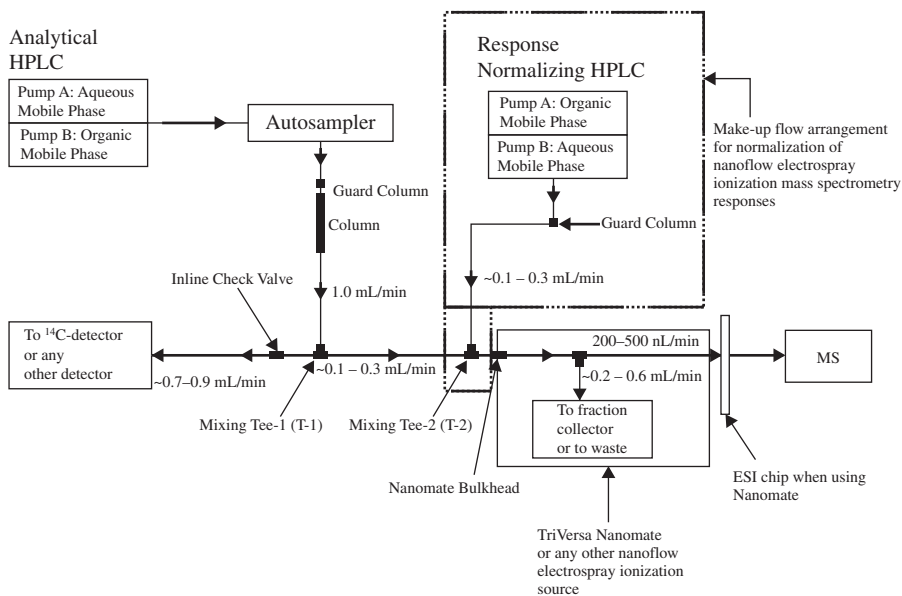 Analytical
HPLC
Pump A: Aqueous
Mobile Phase
Pump B: Organic
Mobile Phase
Autosampler
Guard Column
Column
1.0 mL/min
Response
Normalizing HPLC
Pump A: Organic
Mobile Phase
Pump B: Aqueous
Mobile Phase
Guard Column
~0.1 – 0.3 mL/min
Make-up flow arrangement
for normalization of
nanoflow electrospray
ionization mass spectrometry
responses
Inline Check Valve
To ¹⁴C-detector
or any
other detector
~0.7–0.9 mL/min
~0.1 – 0.3 mL/min
Mixing Tee-1 (T-1)
Mixing Tee-2 (T-2)
200–500 nL/min
~0.2 – 0.6 mL/min
To fraction
collector
or to waste
MS
Nanomate Bulkhead
ESI chip when using
Nanomate
TriVersa Nanomate
or any other nanoflow
electrospray ionization
source